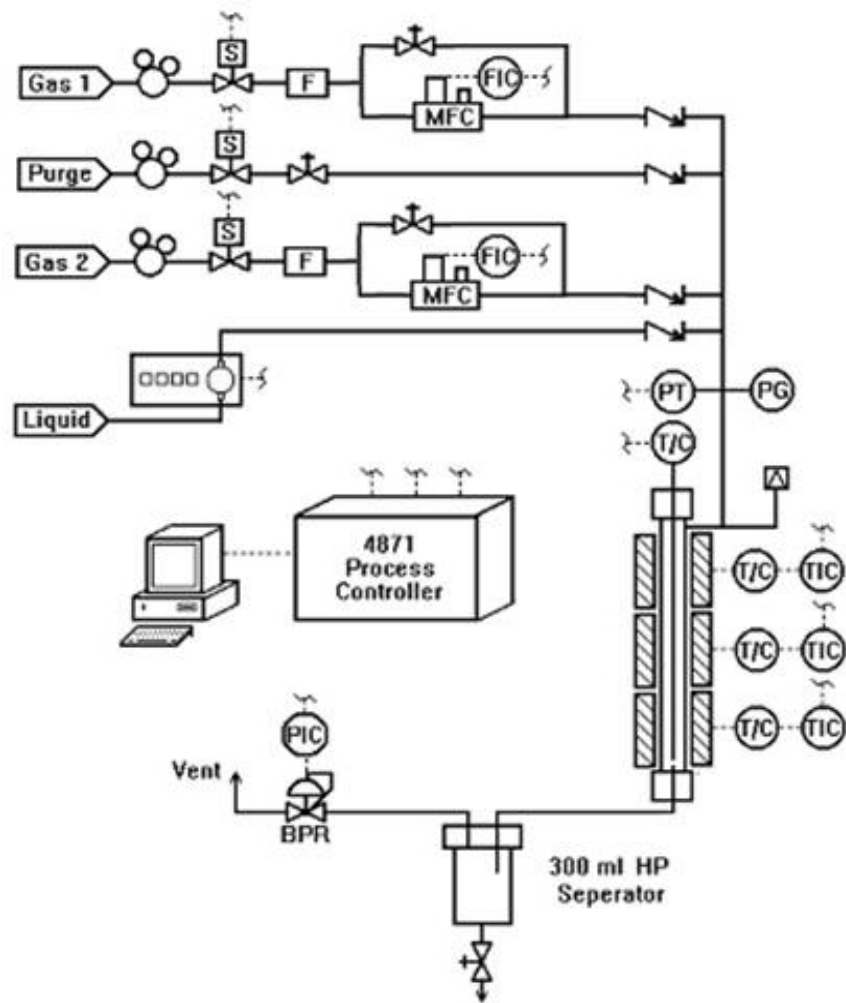 S
Gas 1
F
FIC
MFC
S
Purge
S
Gas 2
F
FIC
MFC
Liquid
PT
PG
T/C
4871
Process
Controller
T/C
TIC
T/C
TIC
T/C
TIC
PIC
Vent
BPR
300 ml HP
Seperator